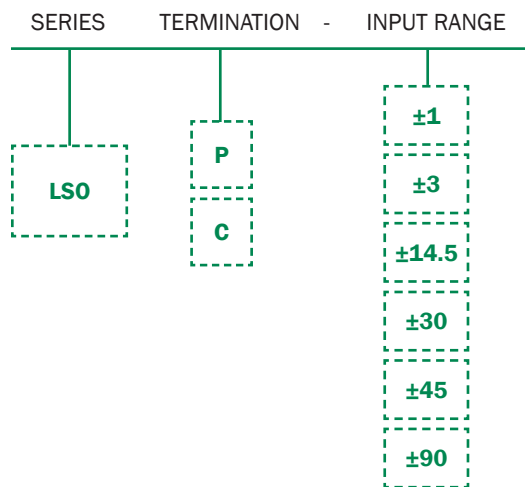 SERIES TERMINATION - INPUT RANGE
LSO
P
C
±1
±3
±14.5
±30
±45
±90